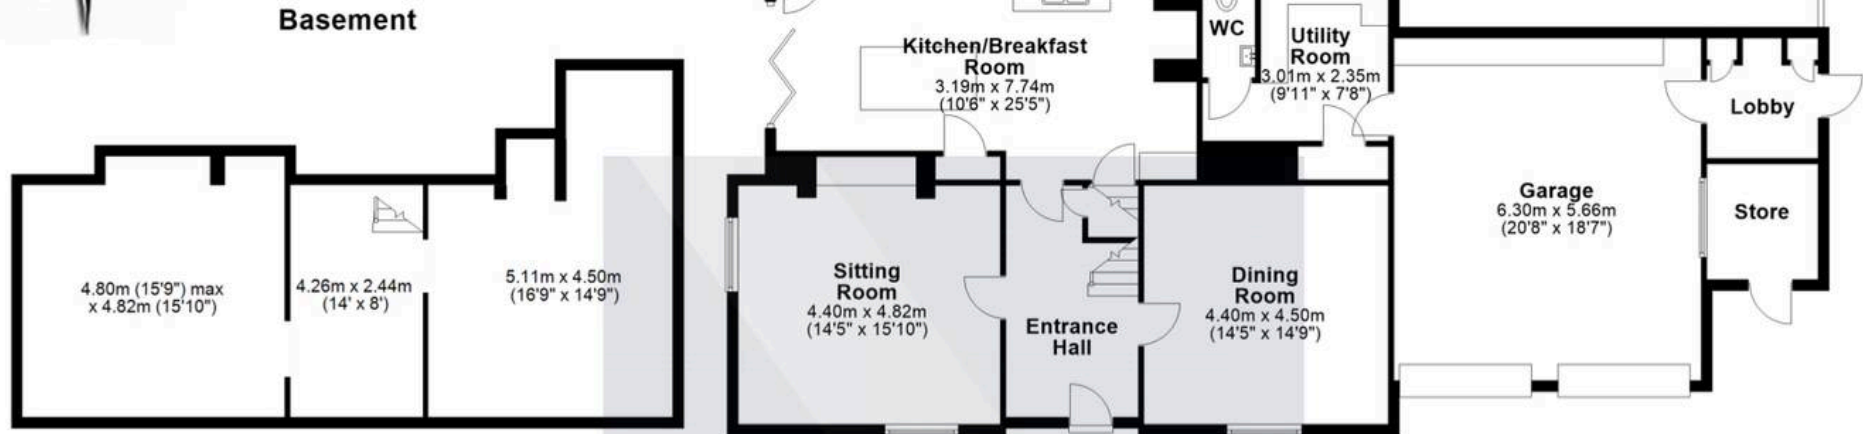 Basement
4.80m (15'9") max
x 4.82m (15'10")
4.26m x 2.44m
(14' x 8')
5.11m x 4.50m
(16'9" x 14'9")
Kitchen/Breakfast
Room
3.19m x 7.74m
(10'6" x 25'5")
WC
Utility
Room
3.01m x 2.35m
(9'11" x 7'8")
Lobby
Garage
6.30m x 5.66m
(20'8" x 18'7")
Store
Sitting
Room
4.40m x 4.82m
(14'5" x 15'10")
Entrance
Hall
Dining
Room
4.40m x 4.50m
(14'5" x 14'9")